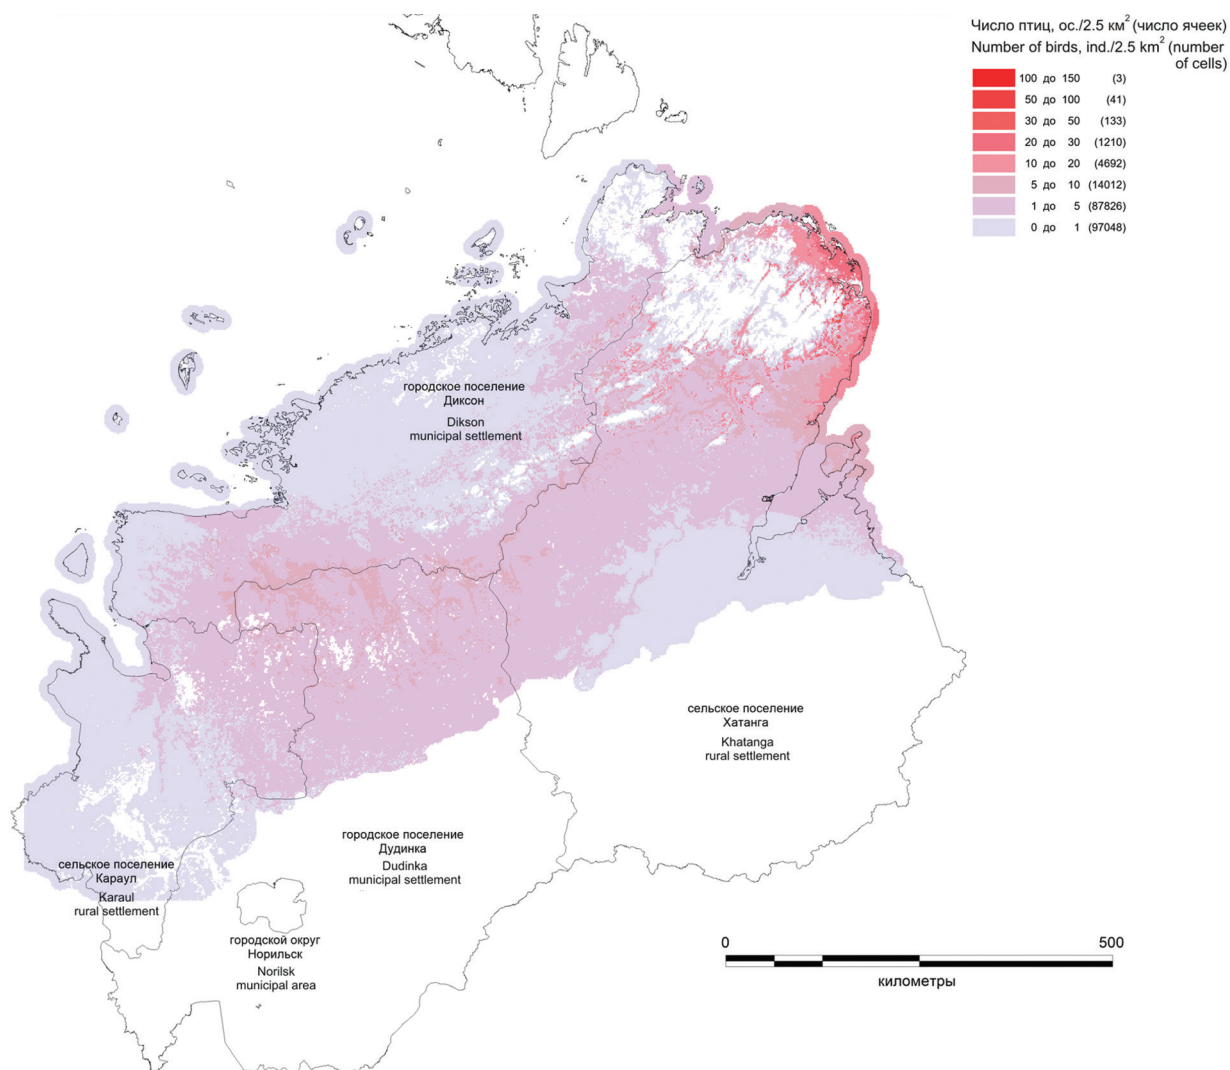 Число птиц, ос./2.5 км² (число ячеек)
Number of birds, ind./2.5 km² (number
of cells)
100 до 150 (3)
50 до 100 (41)
30 до 50 (133)
20 до 30 (1210)
10 до 20 (4692)
5 до 10 (14012)
1 до 5 (87826)
0 до 1 (97048)
городское поселение
Диксон
Dikson
municipal settlement
сельское поселение
Хатанга
Khatanga
rural settlement
городское поселение
Дудинка
Dudinka
municipal settlement
сельское поселение
Караул
Karaul
rural settlement
городской округ
Норильск
Norilsk
municipal area
0 500
километры